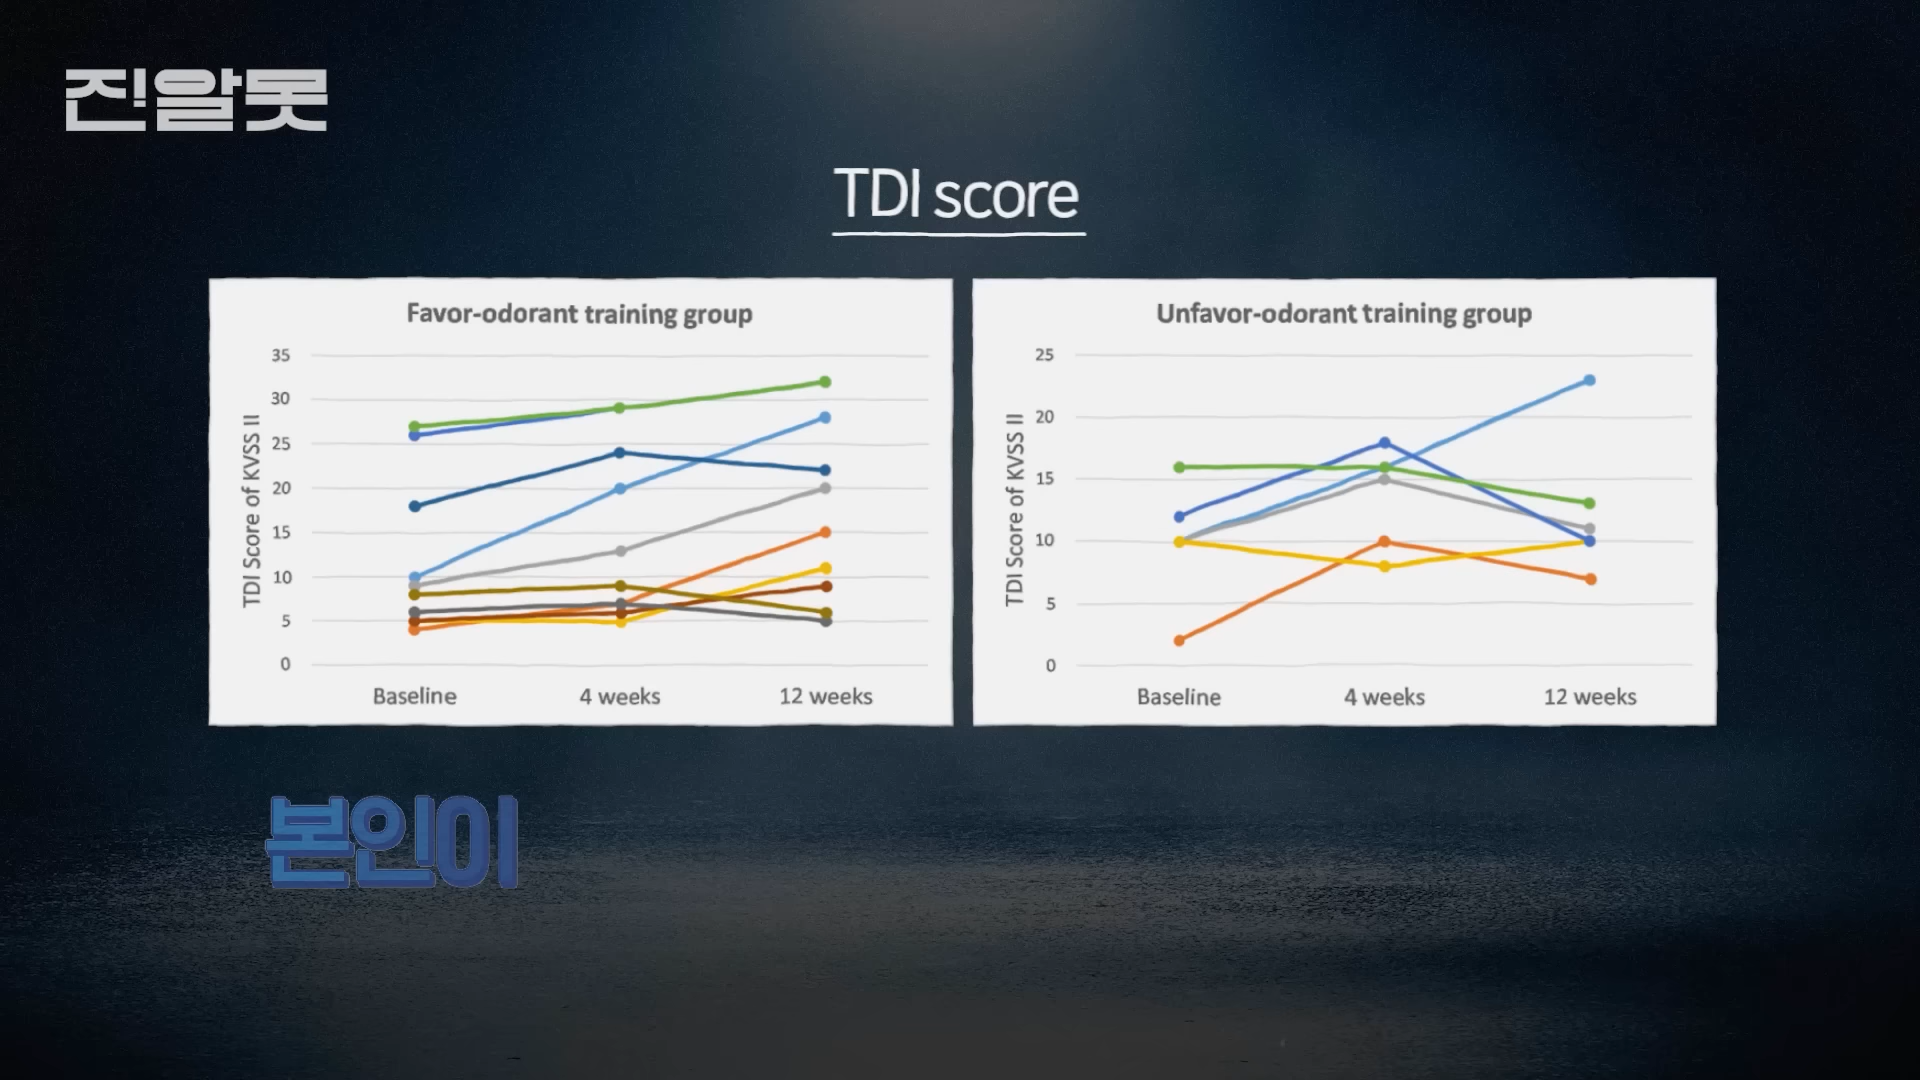 진!알못
TDI score
Favor-odorant training group
TDI Score of KVSS II
35
30
25
20
15
10
5
0
Baseline 4 weeks 12 weeks
Unfavor-odorant training group
TDI Score of KVSS II
25
20
15
10
5
0
Baseline 4 weeks 12 weeks
본인이